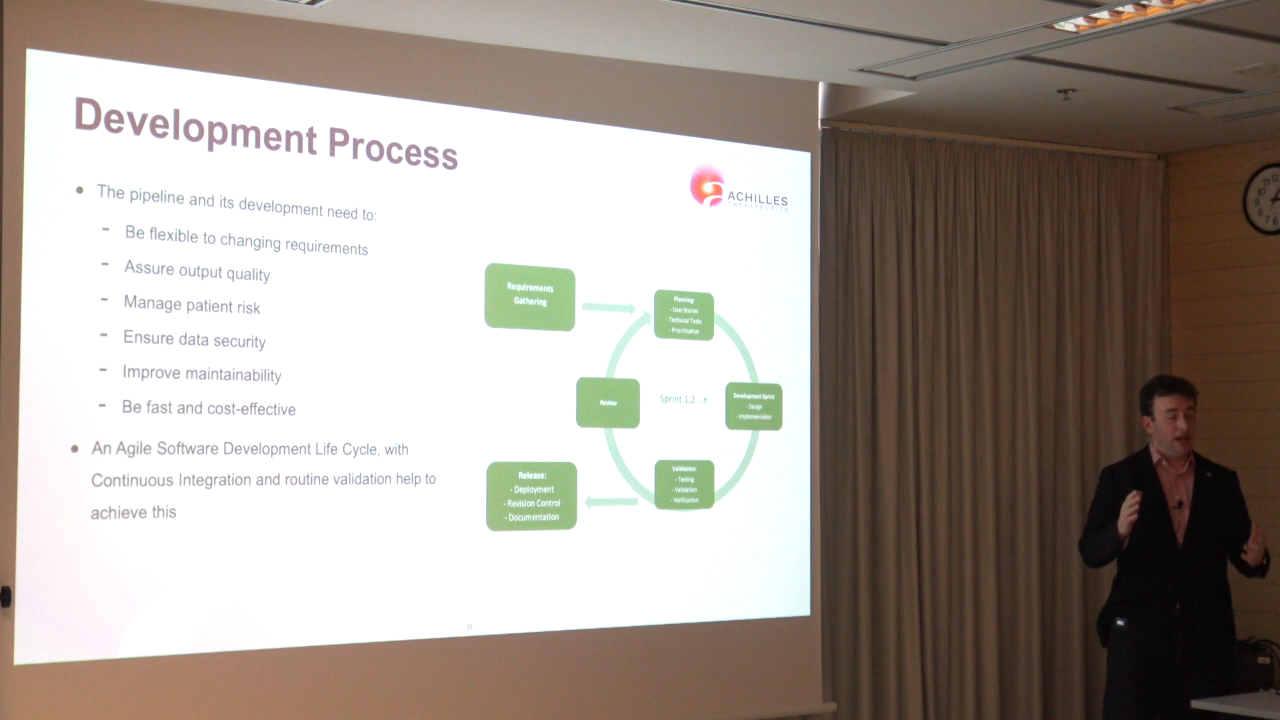 Development Process
ACHILLES
THERAPEUTICS
● The pipeline and its development need to:
- Be flexible to changing requirements
- Assure output quality
- Manage patient risk
- Ensure data security
- Improve maintainability
- Be fast and cost-effective
● An Agile Software Development Life Cycle, with
Continuous Integration and routine validation help to
achieve this
Requirements
Gathering
Planning:
- User Stories
- Technical Tasks
- Prioritisation
Review
Sprint 1,2 ...n
Development Sprint
- Design
- Implementation
Release:
- Deployment
- Revision Control
- Documentation
Validation:
- Testing
- Validation
- Verification